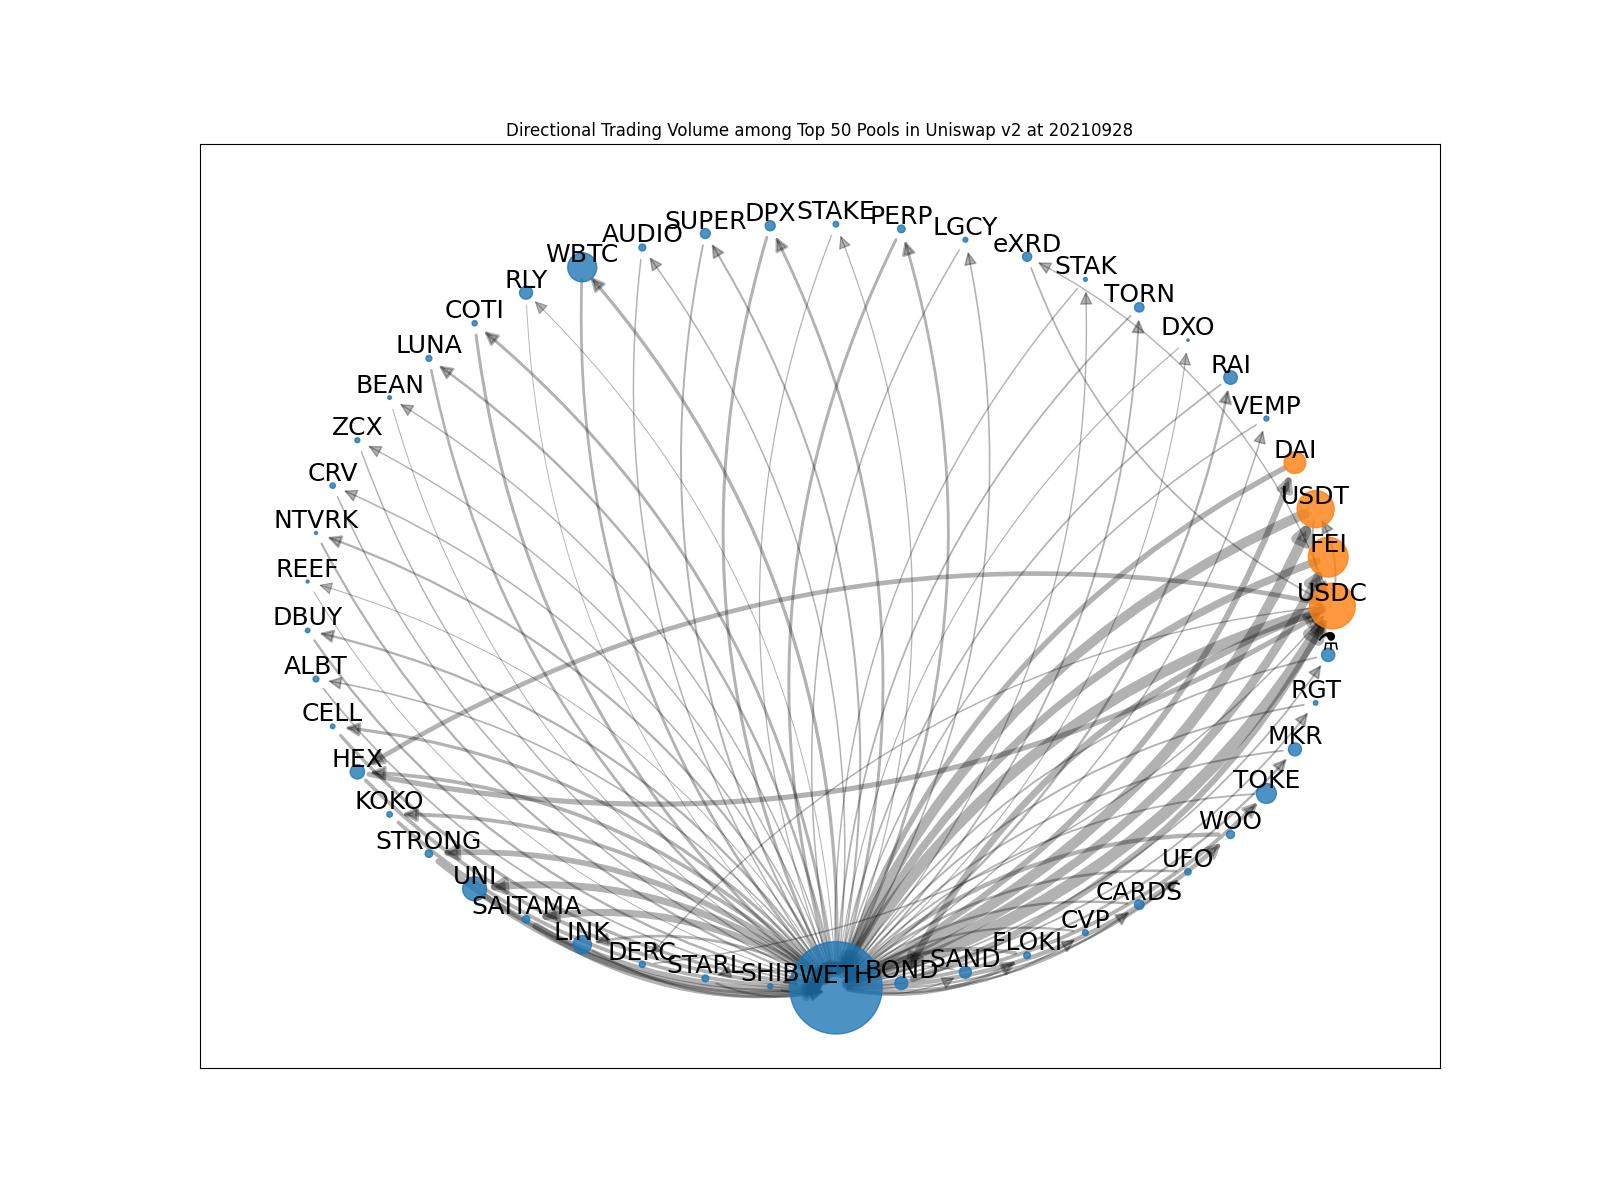 Directional Trading Volume among Top 50 Pools in Uniswap v2 at 20210928
STAKE
DPX
PERP
SUPER
LGCY
AUDIO
eXRD
WBTC
STAK
RLY
TORN
COTI
DXO
LUNA
RAI
BEAN
VEMP
ZCX
DAI
CRV
USDT
NTVRK
FEI
REEF
USDC
DBUY
⚗
ALBT
RGT
CELL
MKR
HEX
TOKE
KOKO
WOO
STRONG
UFO
UNI
CARDS
SAITAMA
CVP
LINK
FLOKI
DERC
SAND
STARL
BOND
SHIB
WETH